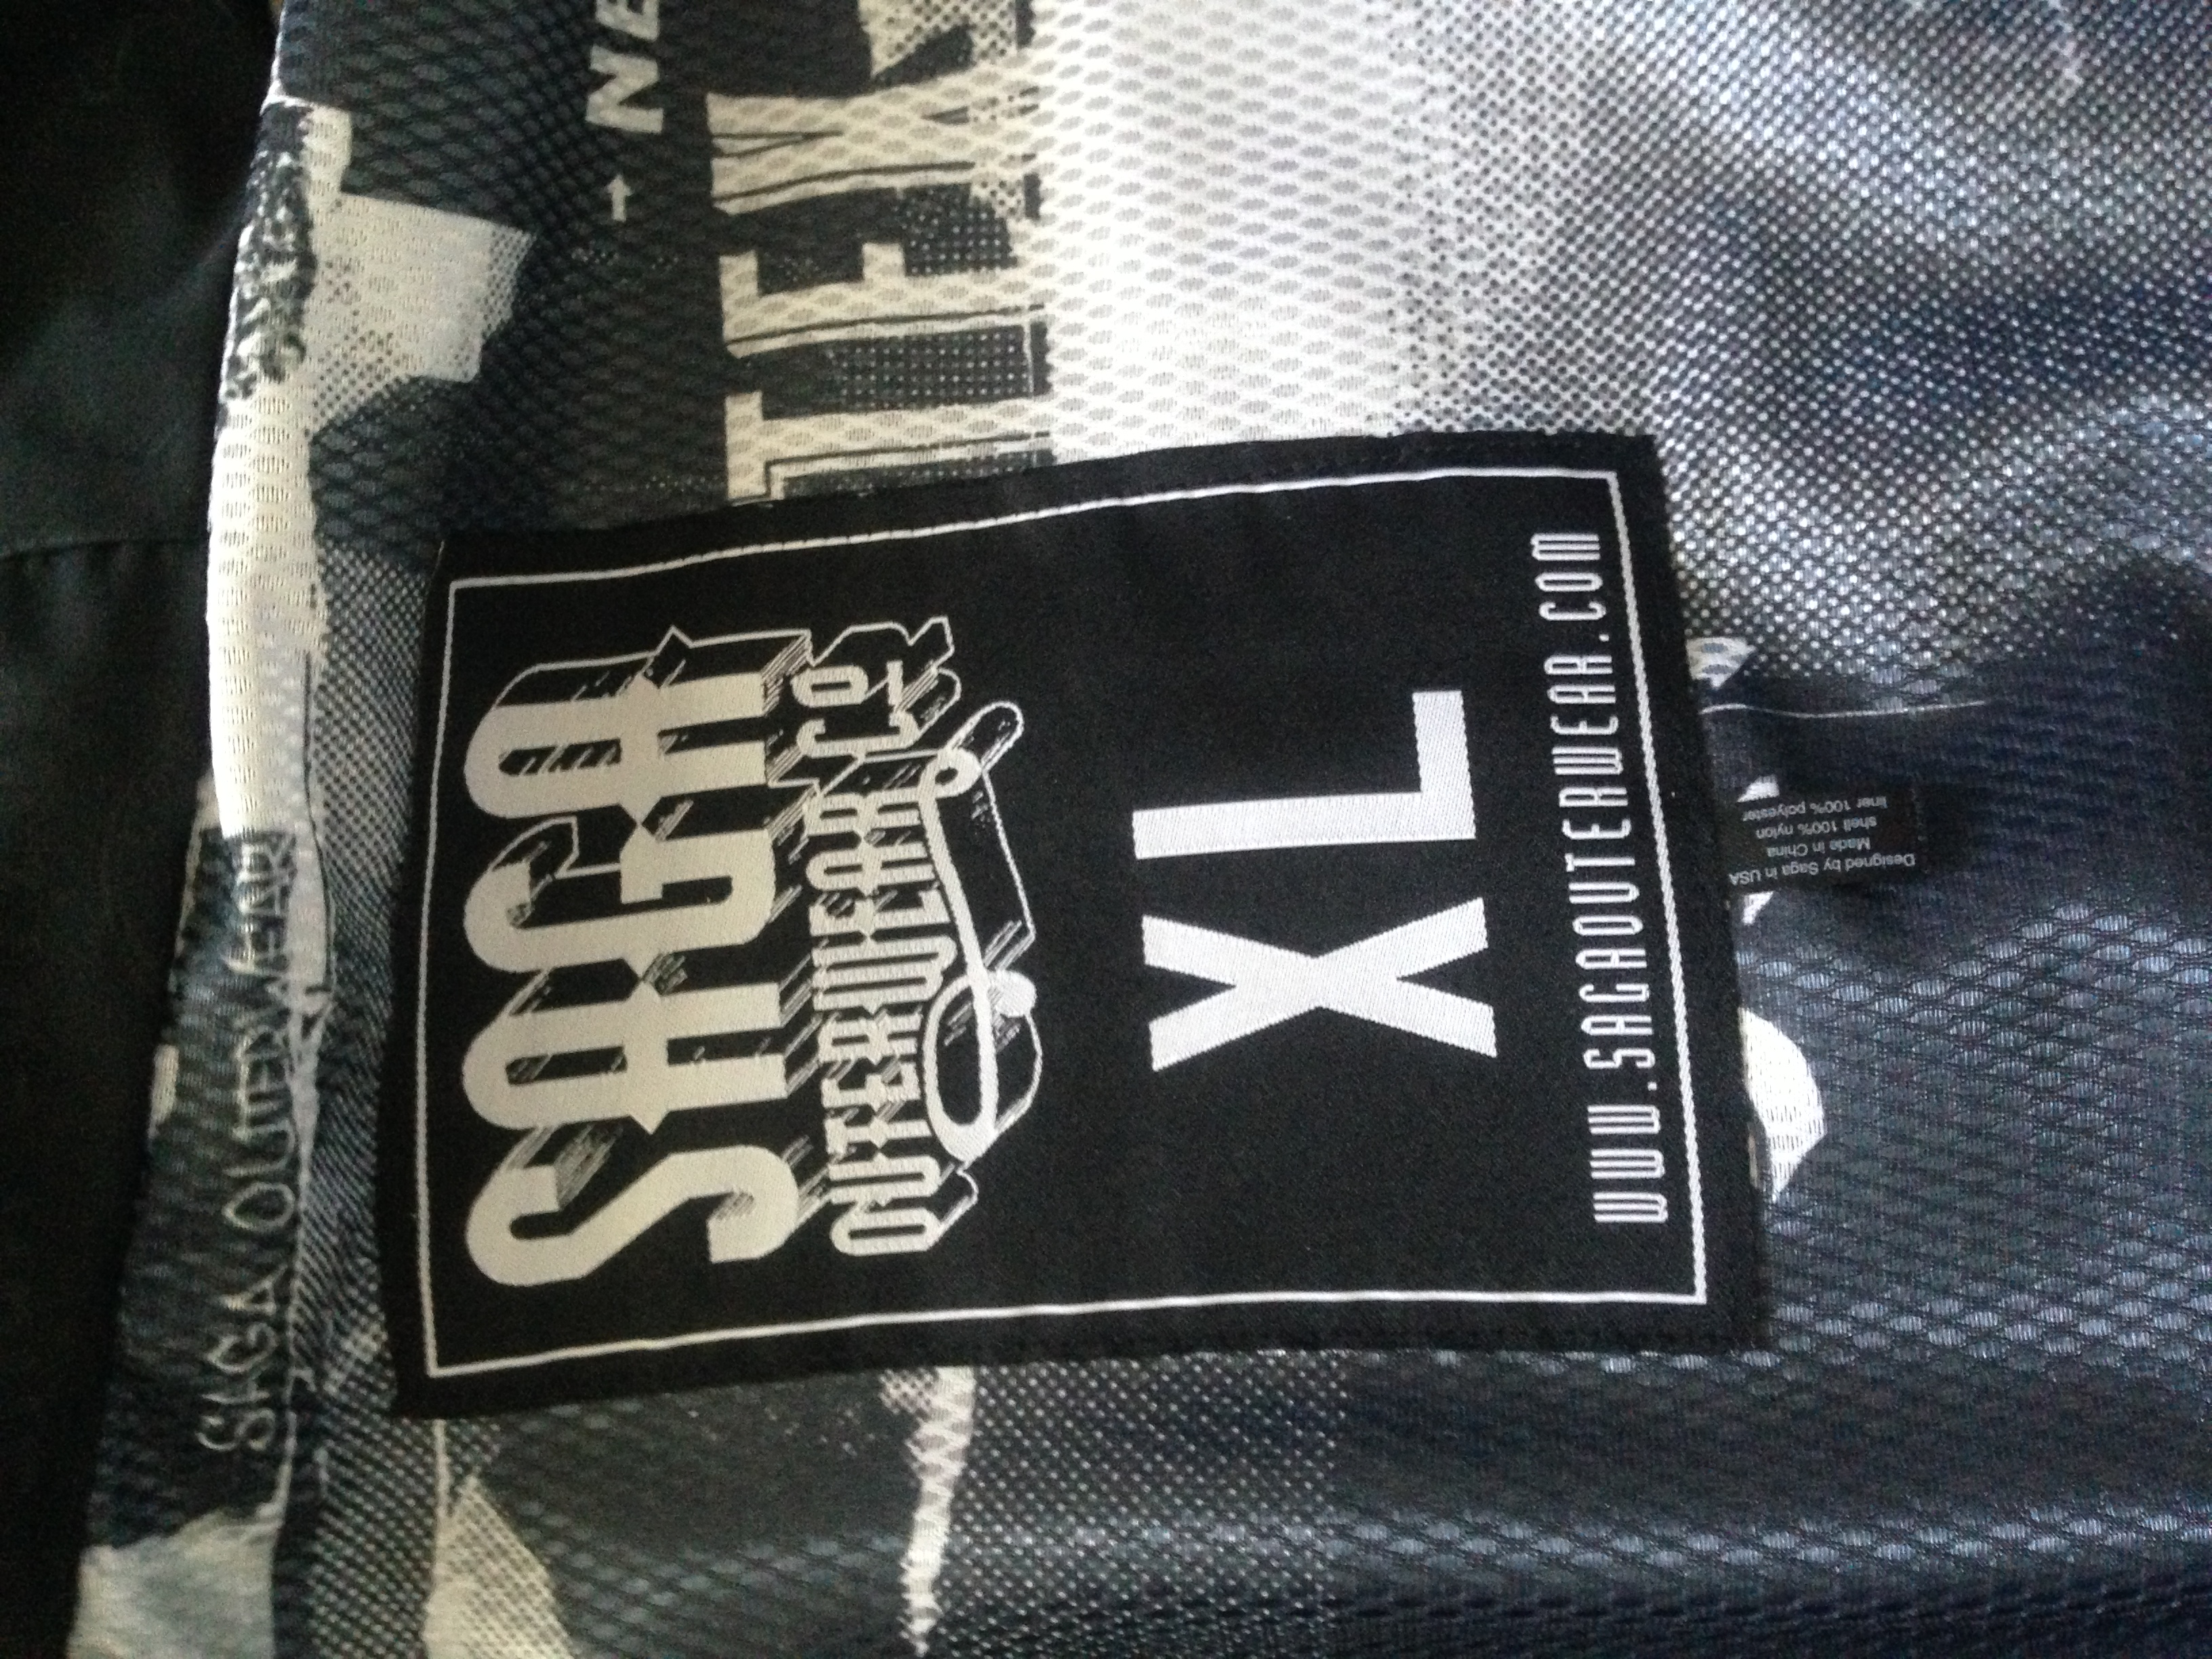 SAGA
OUTERWEAR CO
XL
WWW.SAGAOUTERWEAR.COM
Designed by Saga in USA
Made in China
shell 100% nylon
liner 100% polyester
SAGA OUTERWEAR